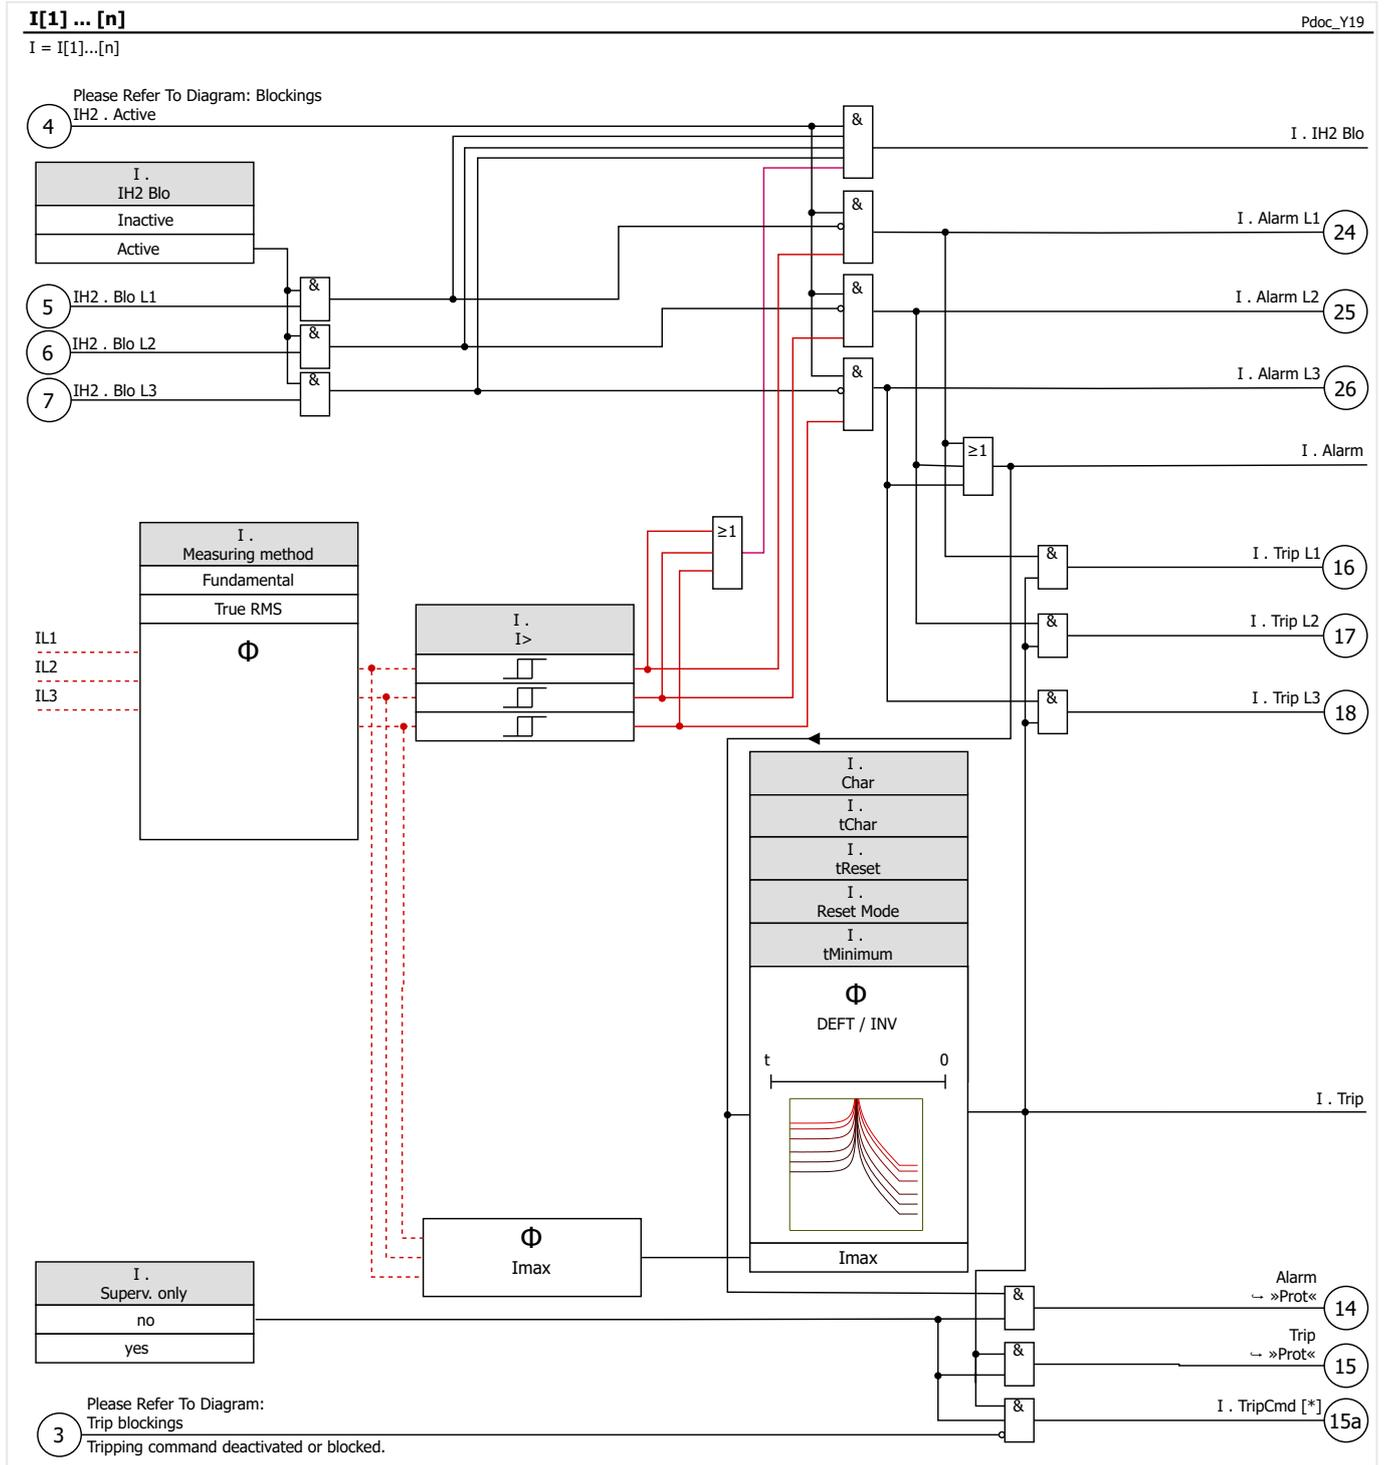 I[1] ... [n]
Pdoc_Y19
I = I[1]...[n]
Please Refer To Diagram: Blockings
4
IH2 . Active
&
I . IH2 Blo
I .
IH2 Blo
Inactive
Active
&
I . Alarm L1
24
5
IH2 . Blo L1
&
&
I . Alarm L2
25
6
IH2 . Blo L2
&
7
IH2 . Blo L3
&
&
I . Alarm L3
26
≥1
I . Alarm
I .
Measuring method
Fundamental
True RMS
Φ
IL1
IL2
IL3
≥1
I .
I>
&
I . Trip L1
16
&
I . Trip L2
17
&
I . Trip L3
18
I .
Char
I .
tChar
I .
tReset
I .
Reset Mode
I .
tMinimum
Φ
DEFT / INV
t 0
I . Trip
Φ
Imax
Imax
I .
Superv. only
no
yes
&
Alarm
↪ »Prot«
14
&
Trip
↪ »Prot«
15
&
I . TripCmd [*]
15a
Please Refer To Diagram:
Trip blockings
3
Tripping command deactivated or blocked.